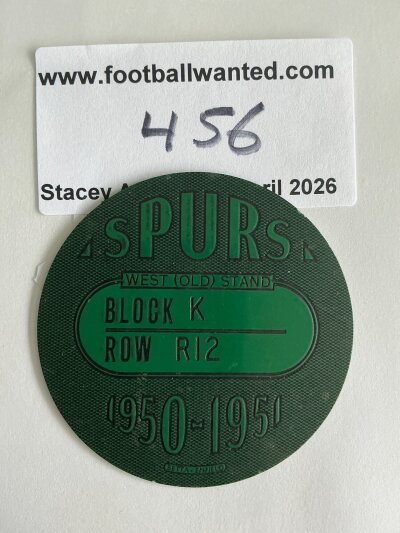 www.footballwanted.com
456
Stacey A ril 2026
SPURS
WEST (OLD) STAND
BLOCK K
ROW R12
1950-1951